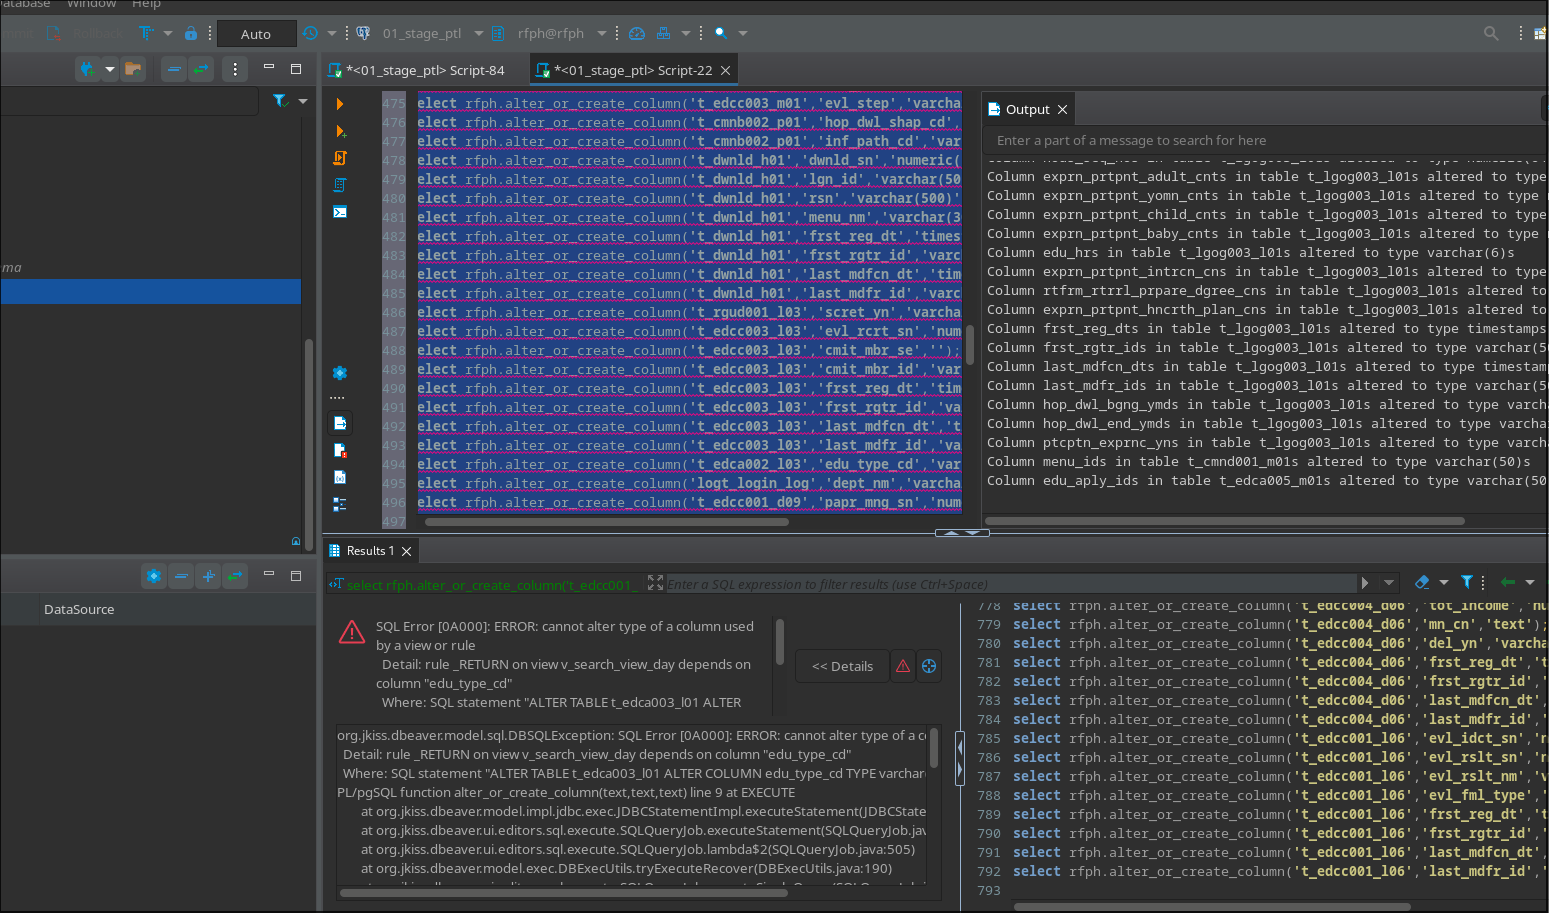 Database Window Help
Rollback T Auto 01_stage_ptl rfph@rfph
*<01_stage_ptl> Script-84
*<01_stage_ptl> Script-22
ema
DataSource
475 elect rfph.alter_or_create_column('t_edcc003_m01','evl_step','varcha
476 elect rfph.alter_or_create_column('t_cmnb002_p01','hop_dwl_shap_cd',
477 elect rfph.alter_or_create_column('t_cmnb002_p01','inf_path_cd','var
478 elect rfph.alter_or_create_column('t_dwnld_h01','dwnld_sn','numeric(
479 elect rfph.alter_or_create_column('t_dwnld_h01','lgn_id','varchar(50
480 elect rfph.alter_or_create_column('t_dwnld_h01','rsn','varchar(500)'
481 elect rfph.alter_or_create_column('t_dwnld_h01','menu_nm','varchar(3
482 elect rfph.alter_or_create_column('t_dwnld_h01','frst_reg_dt','times
483 elect rfph.alter_or_create_column('t_dwnld_h01','frst_rgtr_id','varc
484 elect rfph.alter_or_create_column('t_dwnld_h01','last_mdfcn_dt','tim
485 elect rfph.alter_or_create_column('t_dwnld_h01','last_mdfr_id','varc
486 elect rfph.alter_or_create_column('t_rgud001_l03','scret_yn','varcha
487 elect rfph.alter_or_create_column('t_edcc003_l03','evl_rcrt_sn','num
488 elect rfph.alter_or_create_column('t_edcc003_l03','cmit_mbr_se','');
489 elect rfph.alter_or_create_column('t_edcc003_l03','cmit_mbr_id','var
490 elect rfph.alter_or_create_column('t_edcc003_l03','frst_reg_dt','tim
491 elect rfph.alter_or_create_column('t_edcc003_l03','frst_rgtr_id','va
492 elect rfph.alter_or_create_column('t_edcc003_l03','last_mdfcn_dt','t
493 elect rfph.alter_or_create_column('t_edcc003_l03','last_mdfr_id','va
494 elect rfph.alter_or_create_column('t_edca002_l03','edu_type_cd','var
495 elect rfph.alter_or_create_column('logt_login_log','dept_nm','varcha
496 elect rfph.alter_or_create_column('t_edcc001_d09','papr_mng_sn','num
497
Output
Enter a part of a message to search for here
Column exprn_prtpnt_adult_cnts in table t_lgog003_l01s altered to type
Column exprn_prtpnt_yomn_cnts in table t_lgog003_l01s altered to type
Column exprn_prtpnt_child_cnts in table t_lgog003_l01s altered to type
Column exprn_prtpnt_baby_cnts in table t_lgog003_l01s altered to type
Column edu_hrs in table t_lgog003_l01s altered to type varchar(6)s
Column exprn_prtpnt_intrcn_cns in table t_lgog003_l01s altered to type
Column rtfrm_rtrrl_prpare_dgree_cns in table t_lgog003_l01s altered to
Column exprn_prtpnt_hncrth_plan_cns in table t_lgog003_l01s altered to
Column frst_reg_dts in table t_lgog003_l01s altered to type timestamps
Column frst_rgtr_ids in table t_lgog003_l01s altered to type varchar(5
Column last_mdfcn_dts in table t_lgog003_l01s altered to type timestam
Column last_mdfr_ids in table t_lgog003_l01s altered to type varchar(5
Column hop_dwl_bgng_ymds in table t_lgog003_l01s altered to type varch
Column hop_dwl_end_ymds in table t_lgog003_l01s altered to type varcha
Column ptcptn_exprnc_yns in table t_lgog003_l01s altered to type varch
Column menu_ids in table t_cmnd001_m01s altered to type varchar(50)s
Column edu_aply_ids in table t_edca005_m01s altered to type varchar(50
Results 1
select rfph.alter_or_create_column('t_edcc001_
Enter a SQL expression to filter results (use Ctrl+Space)
SQL Error [0A000]: ERROR: cannot alter type of a column used
by a view or rule
Detail: rule _RETURN on view v_search_view_day depends on
column "edu_type_cd"
Where: SQL statement "ALTER TABLE t_edca003_l01 ALTER
<< Details
org.jkiss.dbeaver.model.sql.DBSQLException: SQL Error [0A000]: ERROR: cannot alter type of a c
Detail: rule _RETURN on view v_search_view_day depends on column "edu_type_cd"
Where: SQL statement "ALTER TABLE t_edca003_l01 ALTER COLUMN edu_type_cd TYPE varchar
PL/pgSQL function alter_or_create_column(text,text,text) line 9 at EXECUTE
at org.jkiss.dbeaver.model.impl.jdbc.exec.JDBCStatementImpl.executeStatement(JDBCState
at org.jkiss.dbeaver.ui.editors.sql.execute.SQLQueryJob.executeStatement(SQLQueryJob.jav
at org.jkiss.dbeaver.ui.editors.sql.execute.SQLQueryJob.lambda$2(SQLQueryJob.java:505)
at org.jkiss.dbeaver.model.exec.DBExecUtils.tryExecuteRecover(DBExecUtils.java:190)
778 select rfph.alter_or_create_column('t_edcc004_d06','tot_income','nu
779 select rfph.alter_or_create_column('t_edcc004_d06','mn_cn','text');
780 select rfph.alter_or_create_column('t_edcc004_d06','del_yn','varcha
781 select rfph.alter_or_create_column('t_edcc004_d06','frst_reg_dt','t
782 select rfph.alter_or_create_column('t_edcc004_d06','frst_rgtr_id','
783 select rfph.alter_or_create_column('t_edcc004_d06','last_mdfcn_dt',
784 select rfph.alter_or_create_column('t_edcc004_d06','last_mdfr_id','
785 select rfph.alter_or_create_column('t_edcc001_l06','evl_idct_sn','n
786 select rfph.alter_or_create_column('t_edcc001_l06','evl_rslt_sn','n
787 select rfph.alter_or_create_column('t_edcc001_l06','evl_rslt_nm','v
788 select rfph.alter_or_create_column('t_edcc001_l06','evl_fml_type','
789 select rfph.alter_or_create_column('t_edcc001_l06','frst_reg_dt','t
790 select rfph.alter_or_create_column('t_edcc001_l06','frst_rgtr_id','
791 select rfph.alter_or_create_column('t_edcc001_l06','last_mdfcn_dt',
792 select rfph.alter_or_create_column('t_edcc001_l06','last_mdfr_id','
793